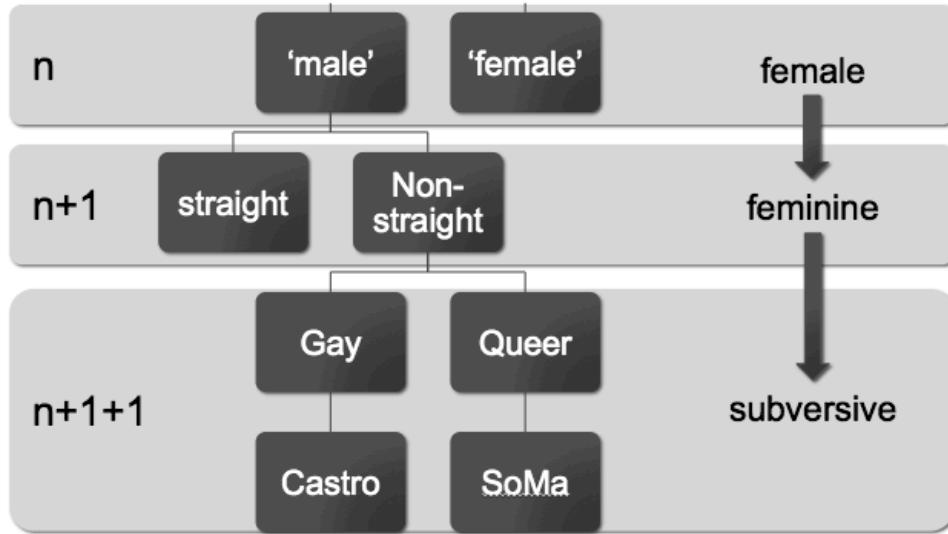 n
‘male’
‘female’
female
n+1
straight
Non-
straight
feminine
n+1+1
Gay
Queer
subversive
Castro
SoMa